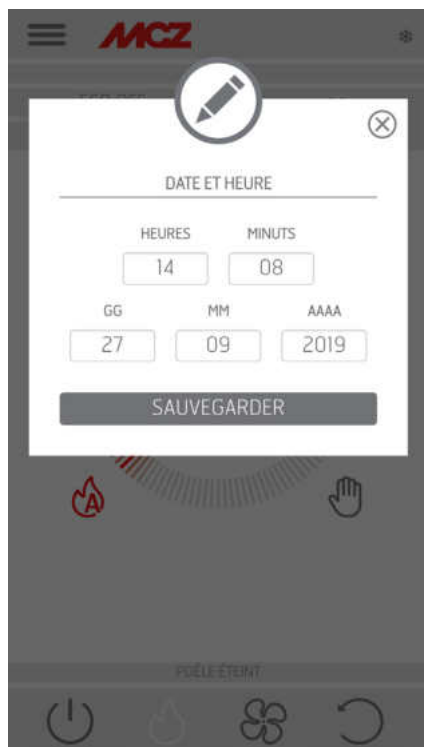 MCZ
DATE ET HEURE
HEURES MINUTS
14 08
GG MM AAAA
27 09 2019
SAUVEGARDER
A
POÊLE ÉTEINT